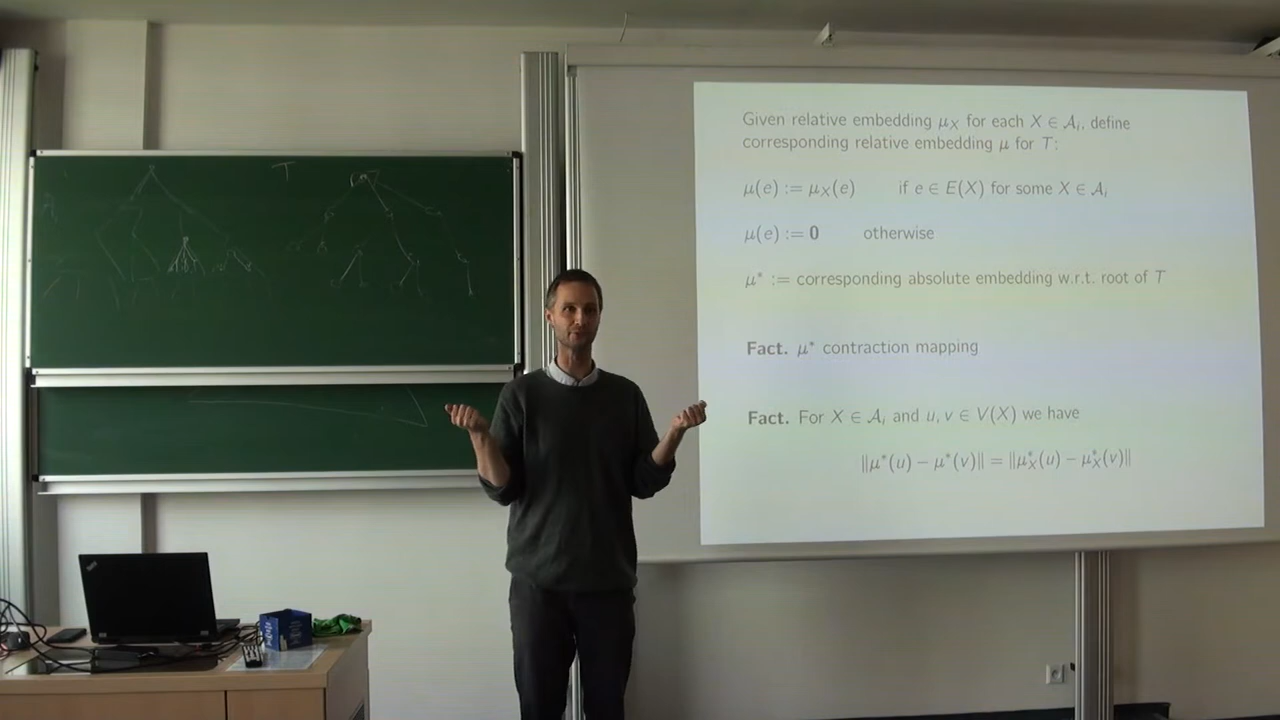 T
Given relative embedding μ_X for each X ∈ 𝒜_i, define
corresponding relative embedding μ for T:
μ(e) := μ_X(e) if e ∈ E(X) for some X ∈ 𝒜_i
μ(e) := 0 otherwise
μ* := corresponding absolute embedding w.r.t. root of T
Fact. μ* contraction mapping
Fact. For X ∈ 𝒜_i and u, v ∈ V(X) we have
‖μ*(u) − μ*(v)‖ = ‖μ*_X(u) − μ*_X(v)‖